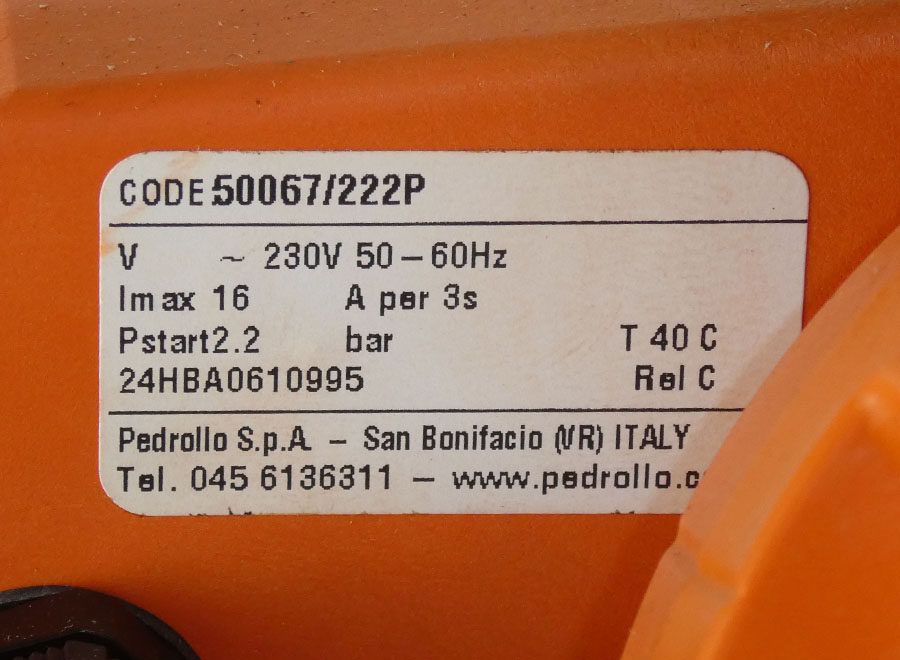 CODE 50067/222P
V ~ 230V 50–60Hz
Imax 16 A per 3s
Pstart2.2 bar T 40 C
24HBA0610995 Rel C
Pedrollo S.p.A. – San Bonifacio (VR) ITALY
Tel. 045 6136311 – www.pedrollo.c